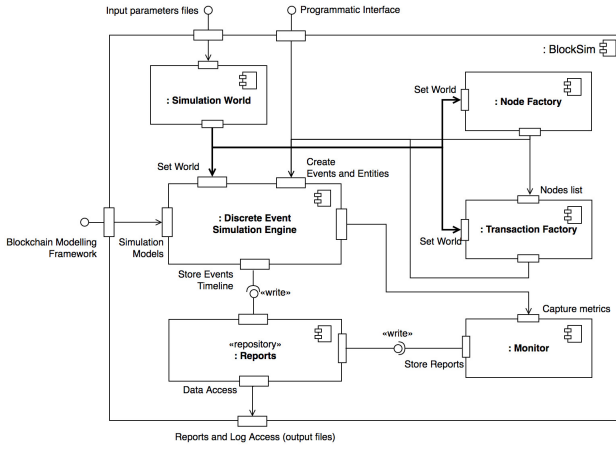 Input parameters files
Programmatic Interface
: BlockSim
: Simulation World
Set World
: Node Factory
Set World
Create
Events and Entities
Nodes list
: Discrete Event
Simulation Engine
: Transaction Factory
Set World
Blockchain Modelling
Framework
Simulation
Models
Store Events
Timeline
«write»
Capture metrics
«repository»
: Reports
«write»
: Monitor
Store Reports
Data Access
Reports and Log Access (output files)